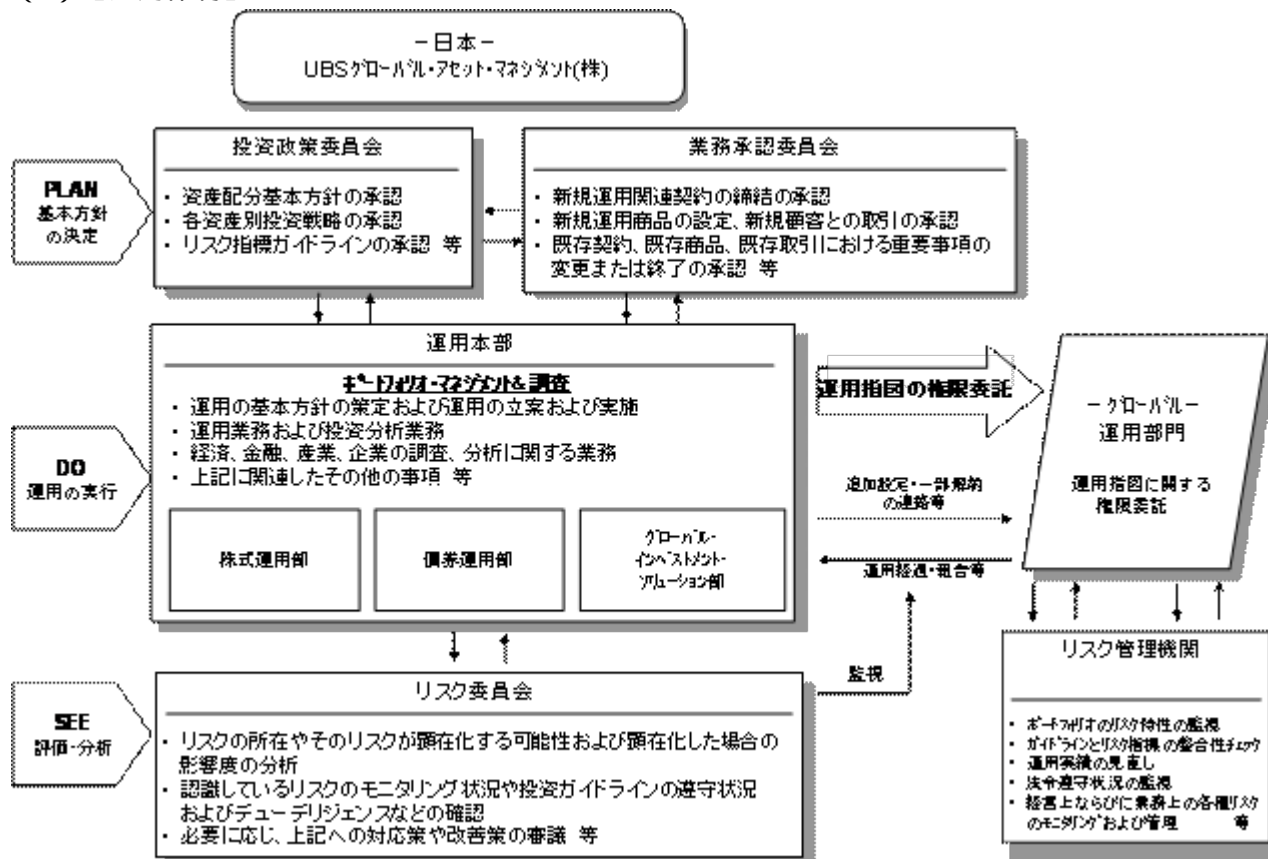 －日本－
UBSグローバル・アセット・マネジメント(株)
PLAN
基本方針
の決定
投資政策委員会
・ 資産配分基本方針の承認
・ 各資産別投資戦略の承認
・ リスク指標ガイドラインの承認 等
業務承認委員会
・ 新規運用関連契約の締結の承認
・ 新規運用商品の設定、新規顧客との取引の承認
・ 既存契約、既存商品、既存取引における重要事項の
変更または終了の承認 等
DO
運用の実行
運用本部
ポートフォリオ・マネジメント&調査
・ 運用の基本方針の策定および運用の立案および実施
・ 運用業務および投資分析業務
・ 経済、金融、産業、企業の調査、分析に関する業務
・ 上記に関連したその他の事項 等
株式運用部
債券運用部
グローバル・
インベストメント・
ソリューション部
運用指図の権限委託
追加設定・一部解約
の連絡等
運用経過・報告等
－グローバル－
運用部門
運用指図に関する
権限委託
SEE
評価・分析
リスク委員会
・ リスクの所在やそのリスクが顕在化する可能性および顕在化した場合の
影響度の分析
・ 認識しているリスクのモニタリング状況や投資ガイドラインの遵守状況
およびデューデリジェンスなどの確認
・ 必要に応じ、上記への対応策や改善策の審議 等
監視
リスク管理機関
・ ポートフォリオのリスク特性の監視
・ ガイドラインとリスク指標の整合性チェック
・ 運用実績の見直し
・ 法令遵守状況の監視
・ 経営上ならびに業務上の各種リスク
のモニタリングおよび管理 等